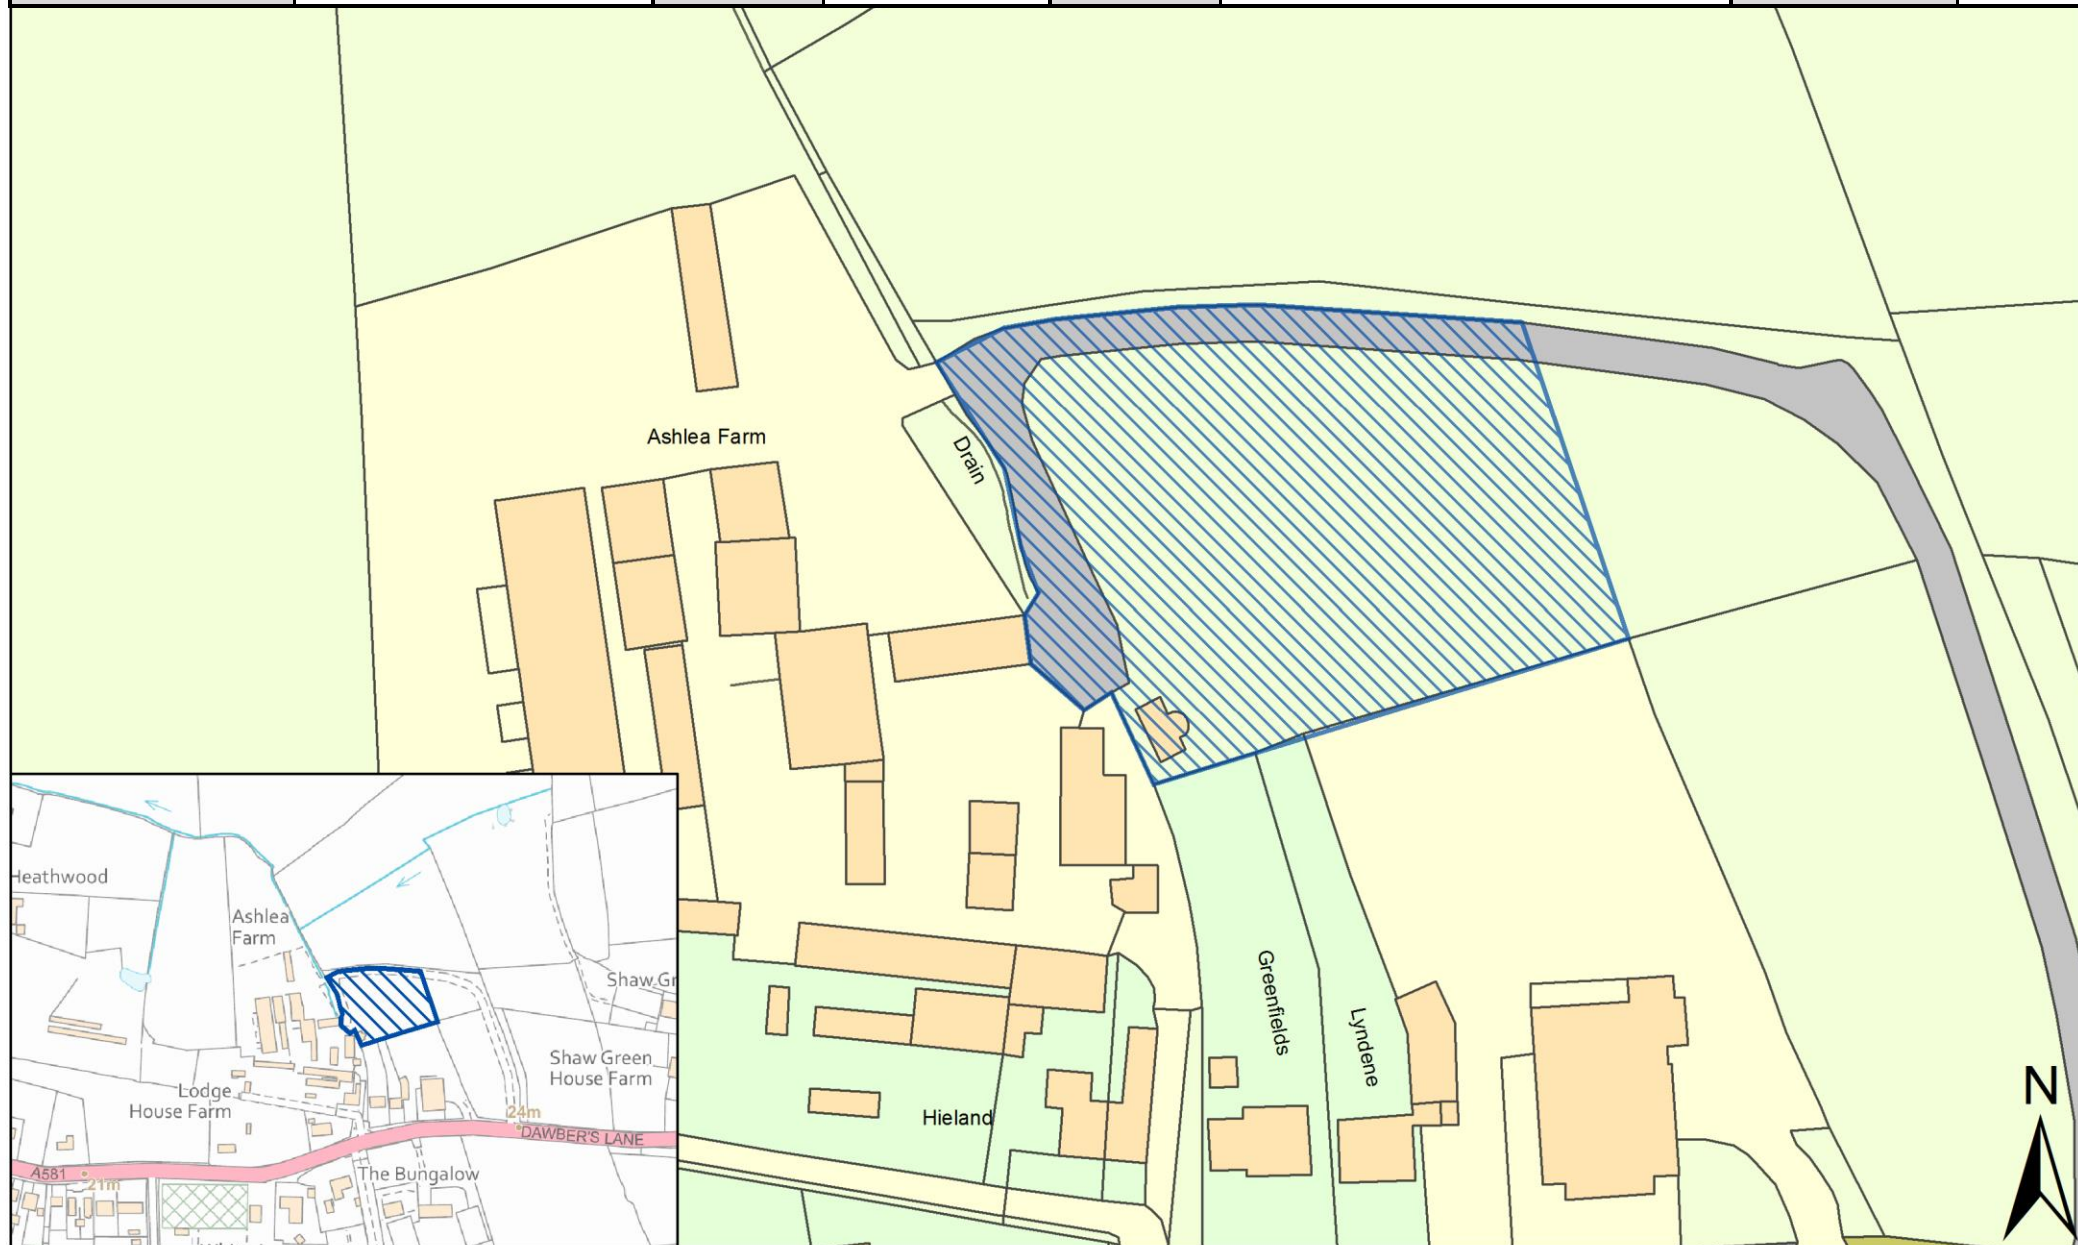 Ashlea Farm
Drain
Greenfields
Lyndene
Hieland
N
Heathwood
Ashlea
Farm
Shaw Gr
Shaw Green
House Farm
Lodge
House Farm
24m
DAWBER'S LANE
A581
21m
The Bungalow